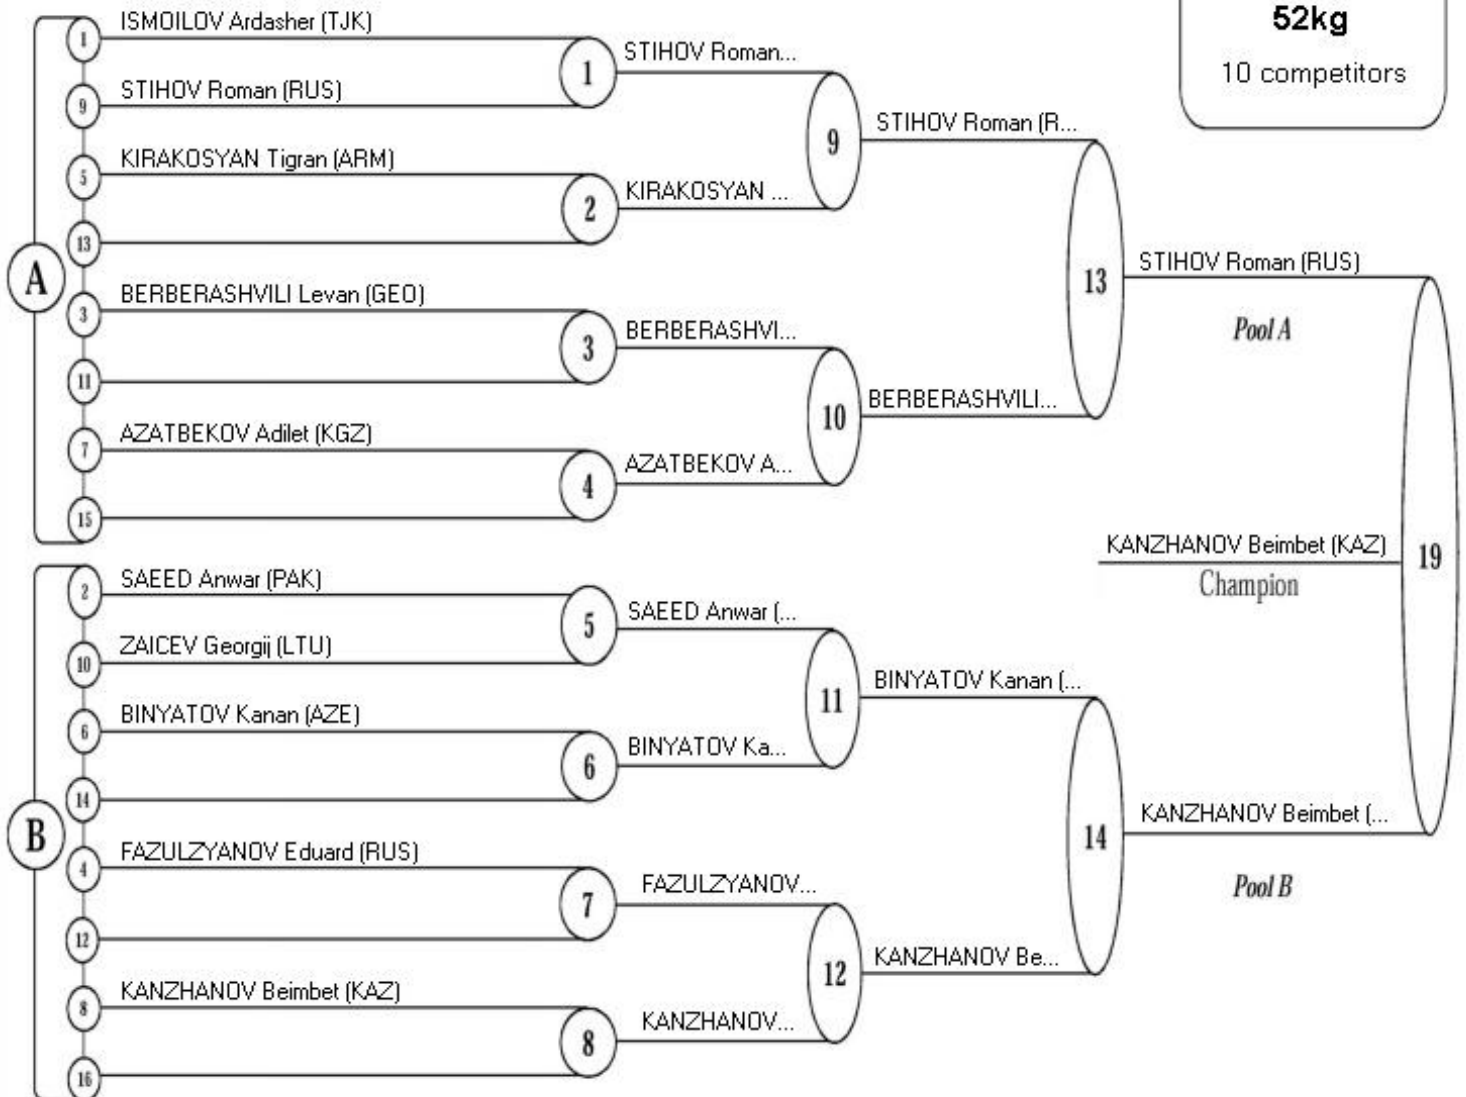 52kg
10 competitors
A
1
ISMOILOV Ardasher (TJK)
9
STIHOV Roman (RUS)
5
KIRAKOSYAN Tigran (ARM)
13
3
BERBERASHVILI Levan (GEO)
11
7
AZATBEKOV Adilet (KGZ)
15
1
2
3
4
STIHOV Roman...
KIRAKOSYAN ...
BERBERASHVI...
AZATBEKOV A...
9
10
STIHOV Roman (R...
BERBERASHVILI...
13
STIHOV Roman (RUS)
Pool A
B
2
SAEED Anwar (PAK)
10
ZAICEV Georgij (LTU)
6
BINYATOV Kanan (AZE)
14
4
FAZULZYANOV Eduard (RUS)
12
8
KANZHANOV Beimbet (KAZ)
16
5
6
7
8
SAEED Anwar (...
BINYATOV Ka...
FAZULZYANOV...
KANZHANOV...
11
12
BINYATOV Kanan (...
KANZHANOV Be...
14
KANZHANOV Beimbet (...
Pool B
KANZHANOV Beimbet (KAZ)
Champion
19